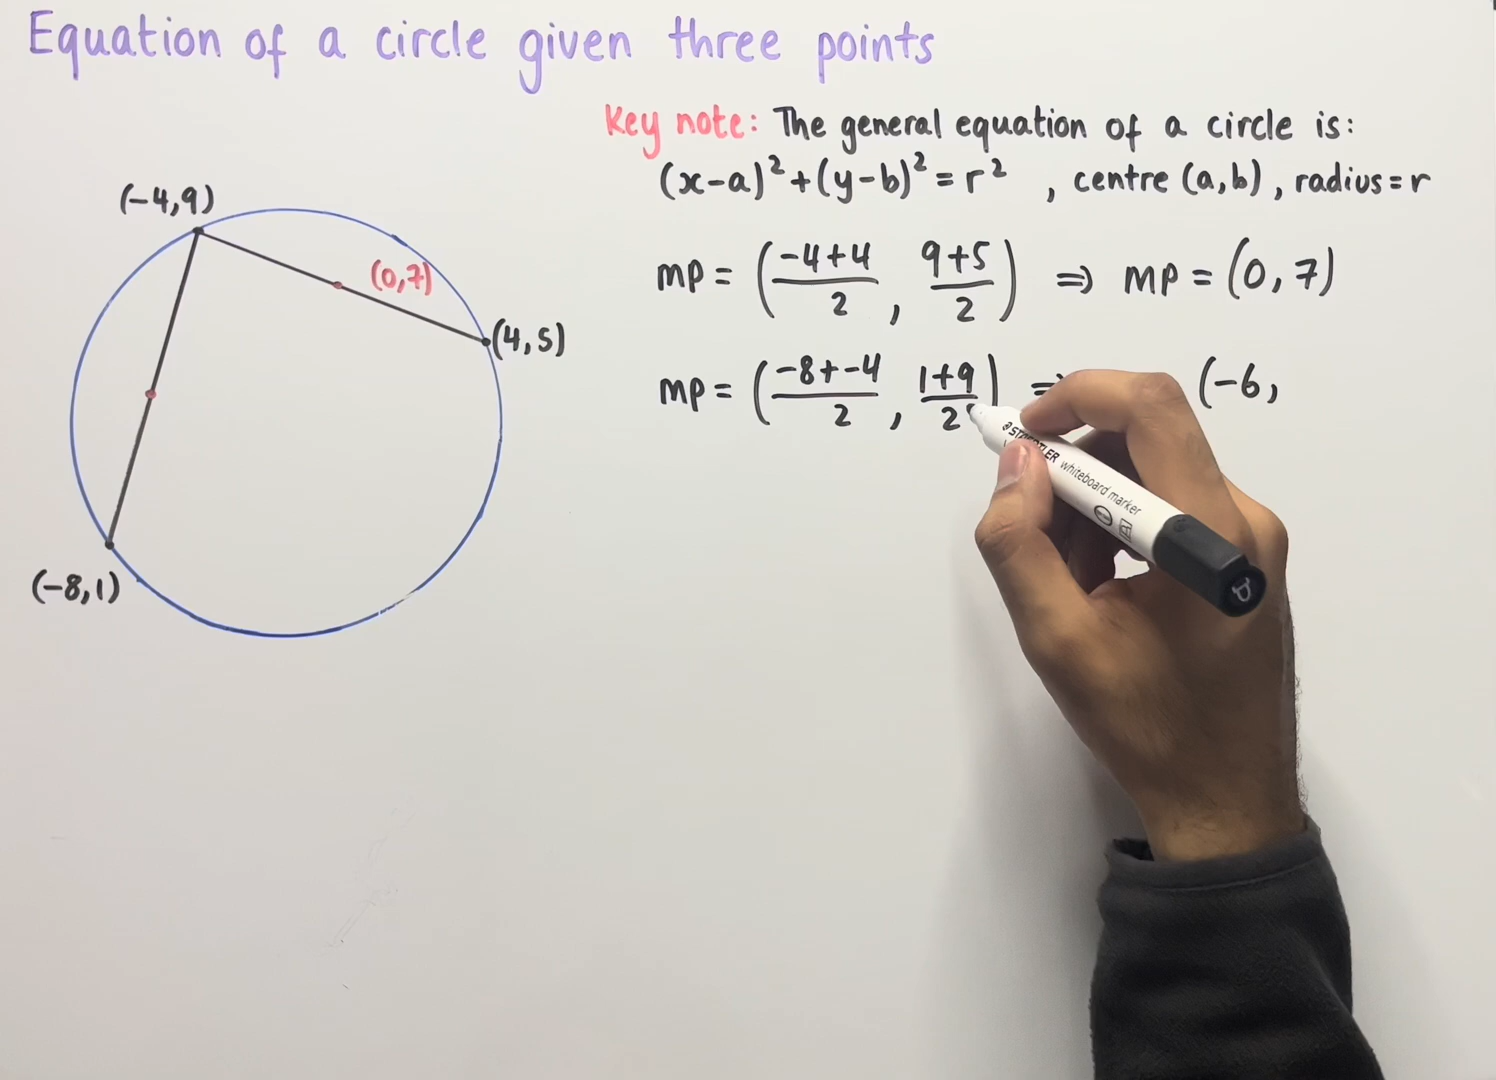 Equation of a circle given three points
Key note: The general equation of a circle is:
(x-a)²+(y-b)²=r² , centre (a,b), radius=r
(-4,9)
(0,7)
(4,5)
(-8,1)
mp = (-4+4/2, 9+5/2) ⇒ mp = (0,7)
mp = (-8+-4/2, 1+9/2) (-6,
STAEDTLER whiteboard marker